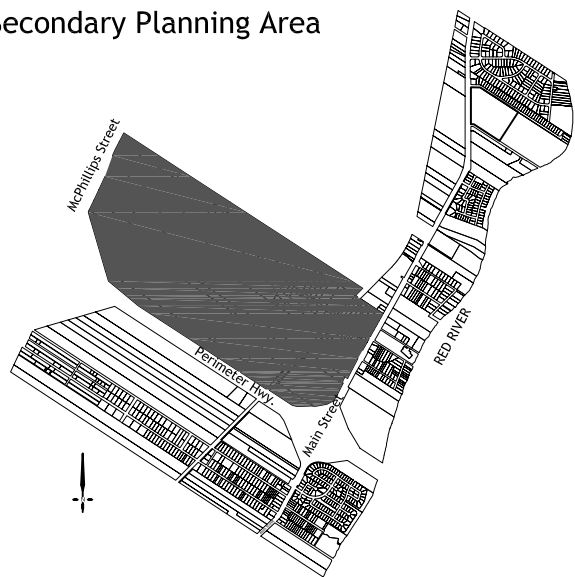 Secondary Planning Area
McPhillips Street
RED RIVER
Perimeter Hwy.
Main Street